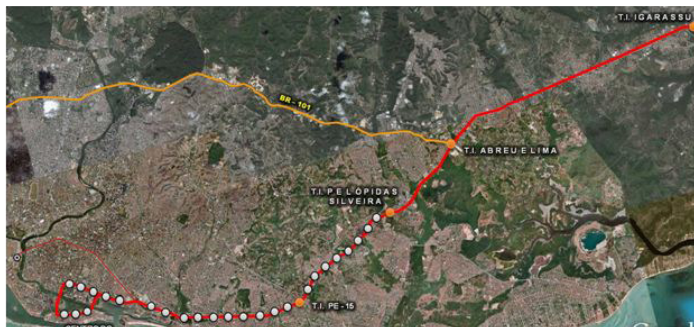 T.I. IGARASSU
BR - 101
T.I. ABREU E LIMA
T.I. PELÓPIDAS
SILVEIRA
T.I. PE - 15